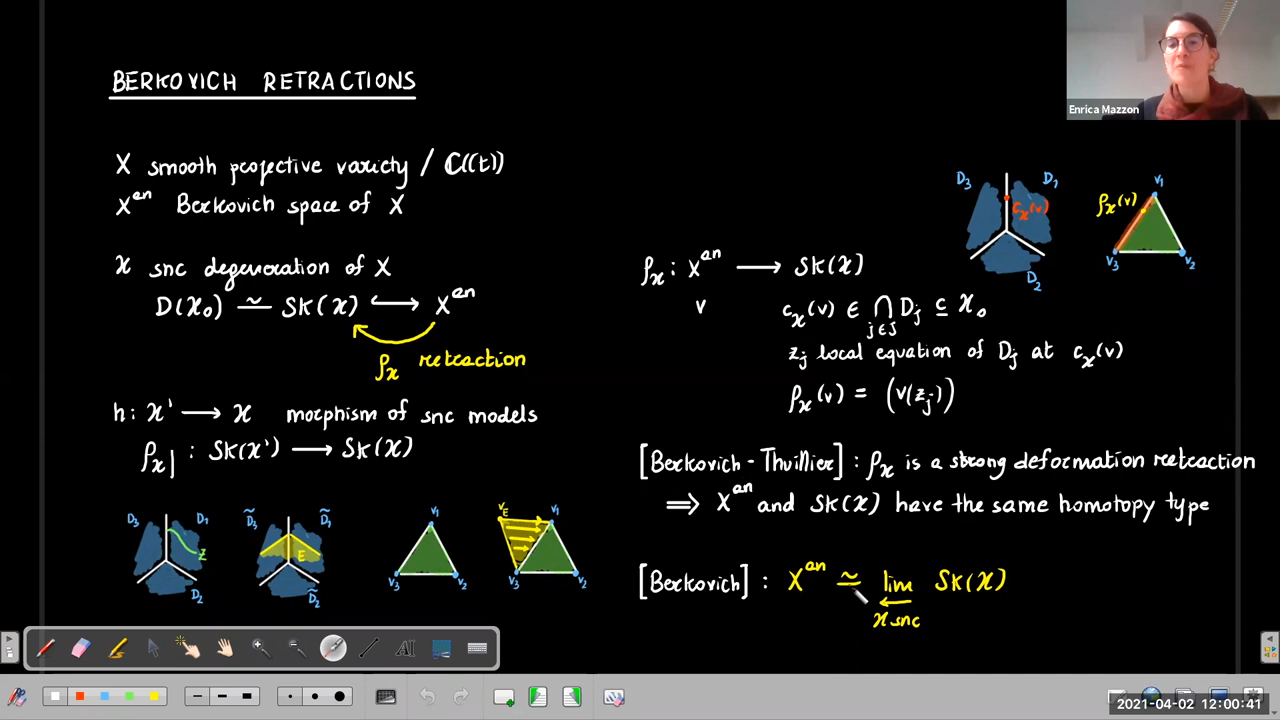 BERKOVICH RETRACTIONS
X smooth projective variety / ℂ((t))
X^an Berkovich space of X
𝒳 snc degeneration of X
D(𝒳₀) ≃ SK(𝒳) ↪ X^an
ρ_𝒳 retraction
h: 𝒳' ⟶ 𝒳 morphism of snc models
ρ_𝒳| : SK(𝒳') ⟶ SK(𝒳)
D₃ D₁ Z D₂
D̃₃ D̃₁ E D̃₂
v₁ v₃ v₂
v_E v₁ v₃ v₂
Enrica Mazzon
D₃ D₁ c_𝒳(v) D₂
v₁ ρ_𝒳(v) v₃ v₂
ρ_𝒳 : X^an ⟶ SK(𝒳)
v c_𝒳(v) ∈ ⋂_{j∈J} D_j ⊆ 𝒳₀
z_j local equation of D_j at c_𝒳(v)
ρ_𝒳(v) = (v(z_j))
[Berkovich - Thuillier] : ρ_𝒳 is a strong deformation retraction
⟹ X^an and SK(𝒳) have the same homotopy type
[Berkovich] : X^an ≃ lim SK(𝒳)
← 𝒳 snc
2021-04-02 12:00:41